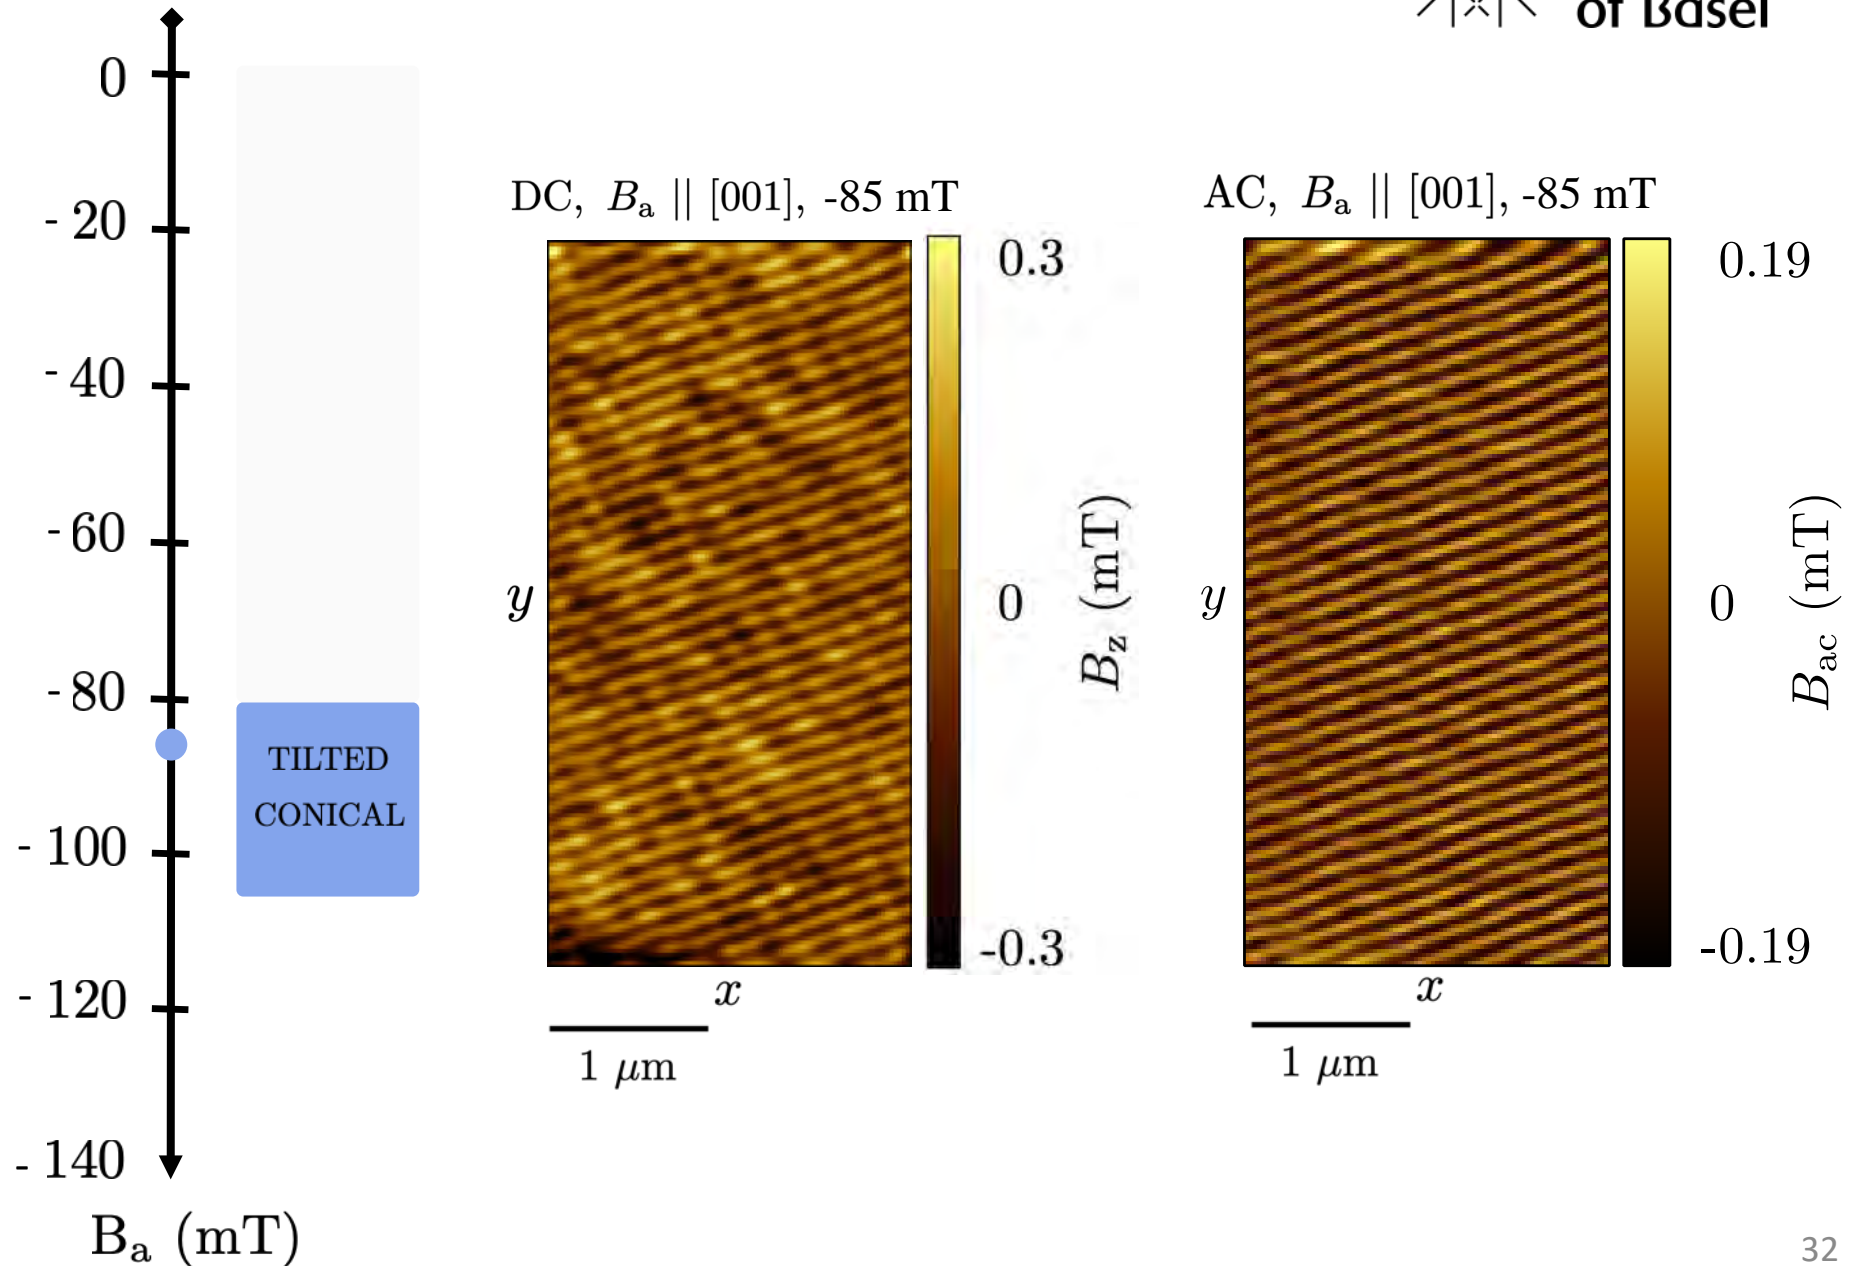 of Basel
0
- 20
- 40
- 60
- 80
- 100
- 120
- 140
Bₐ (mT)
TILTED
CONICAL
DC, Bₐ || [001], -85 mT
y
x
1 μm
0.3
0
-0.3
B_z (mT)
AC, Bₐ || [001], -85 mT
y
x
1 μm
0.19
0
-0.19
B_ac (mT)
32